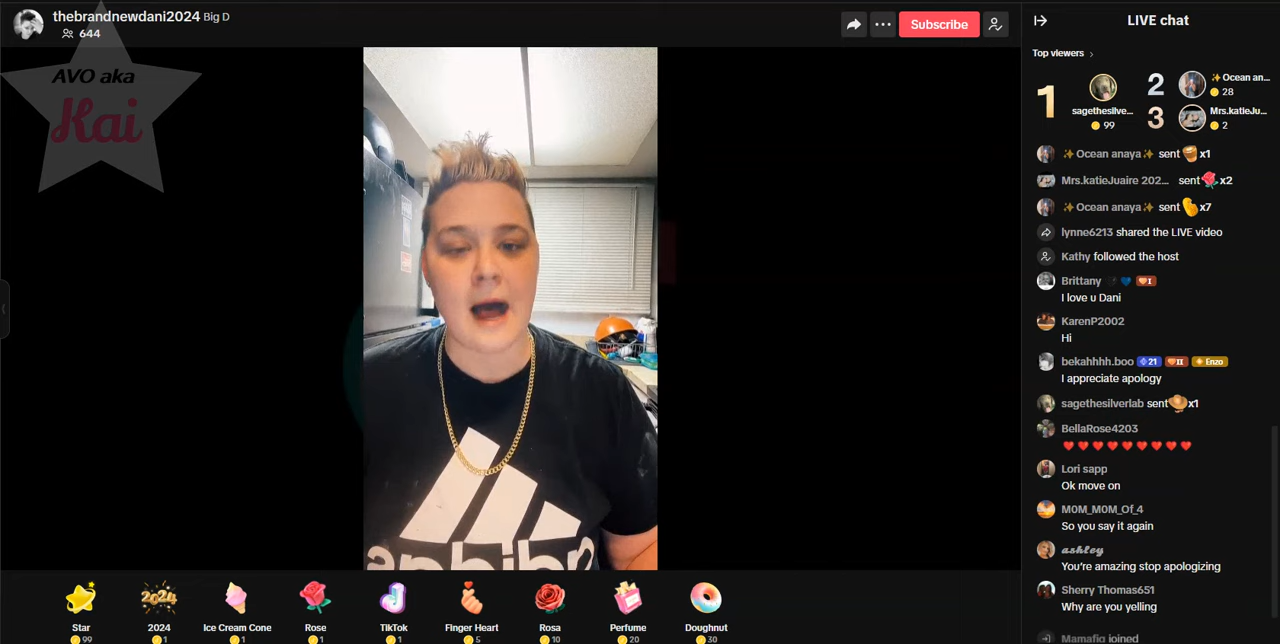 thebrandnewdani2024 Big D
644
Subscribe
AVO aka
Kai
adidas
Star
99
2024
2024
1
Ice Cream Cone
1
Rose
1
TikTok
1
Finger Heart
5
Rosa
10
Perfume
20
Doughnut
30
LIVE chat
Top viewers
1
sagethesilve...
99
2
✨Ocean an...
28
3
Mrs.katieJu...
2
✨Ocean anaya✨ sent x1
Mrs.katieJuaire 202... sent x2
✨Ocean anaya✨ sent x7
lynne6213 shared the LIVE video
Kathy followed the host
Brittany 💙 I
I love u Dani
KarenP2002
Hi
bekahhhh.boo 21 II Enzo
I appreciate apology
sagethesilverlab sent x1
BellaRose4203
❤️❤️❤️❤️❤️❤️❤️❤️❤️
Lori sapp
Ok move on
M0M_M0M_Of_4
So you say it again
𝓪𝓼𝓱𝓵𝓮𝔂
You're amazing stop apologizing
Sherry Thomas651
Why are you yelling
Mamafig joined